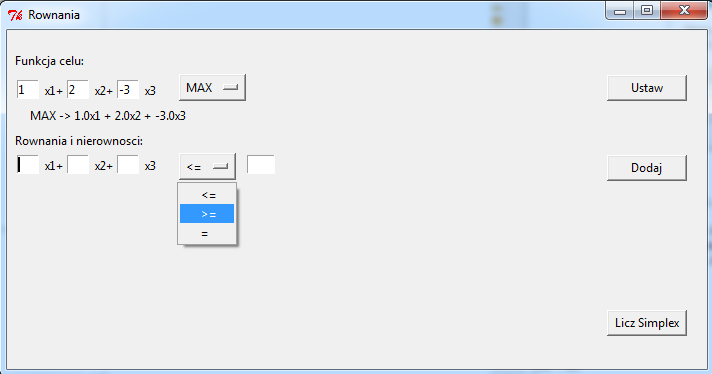 Rownania
Funkcja celu:
1 x1+ 2 x2+ -3 x3 MAX Ustaw
MAX -> 1.0x1 + 2.0x2 + -3.0x3
Rownania i nierownosci:
x1+ x2+ x3 <= Dodaj
<=
>=
=
Licz Simplex